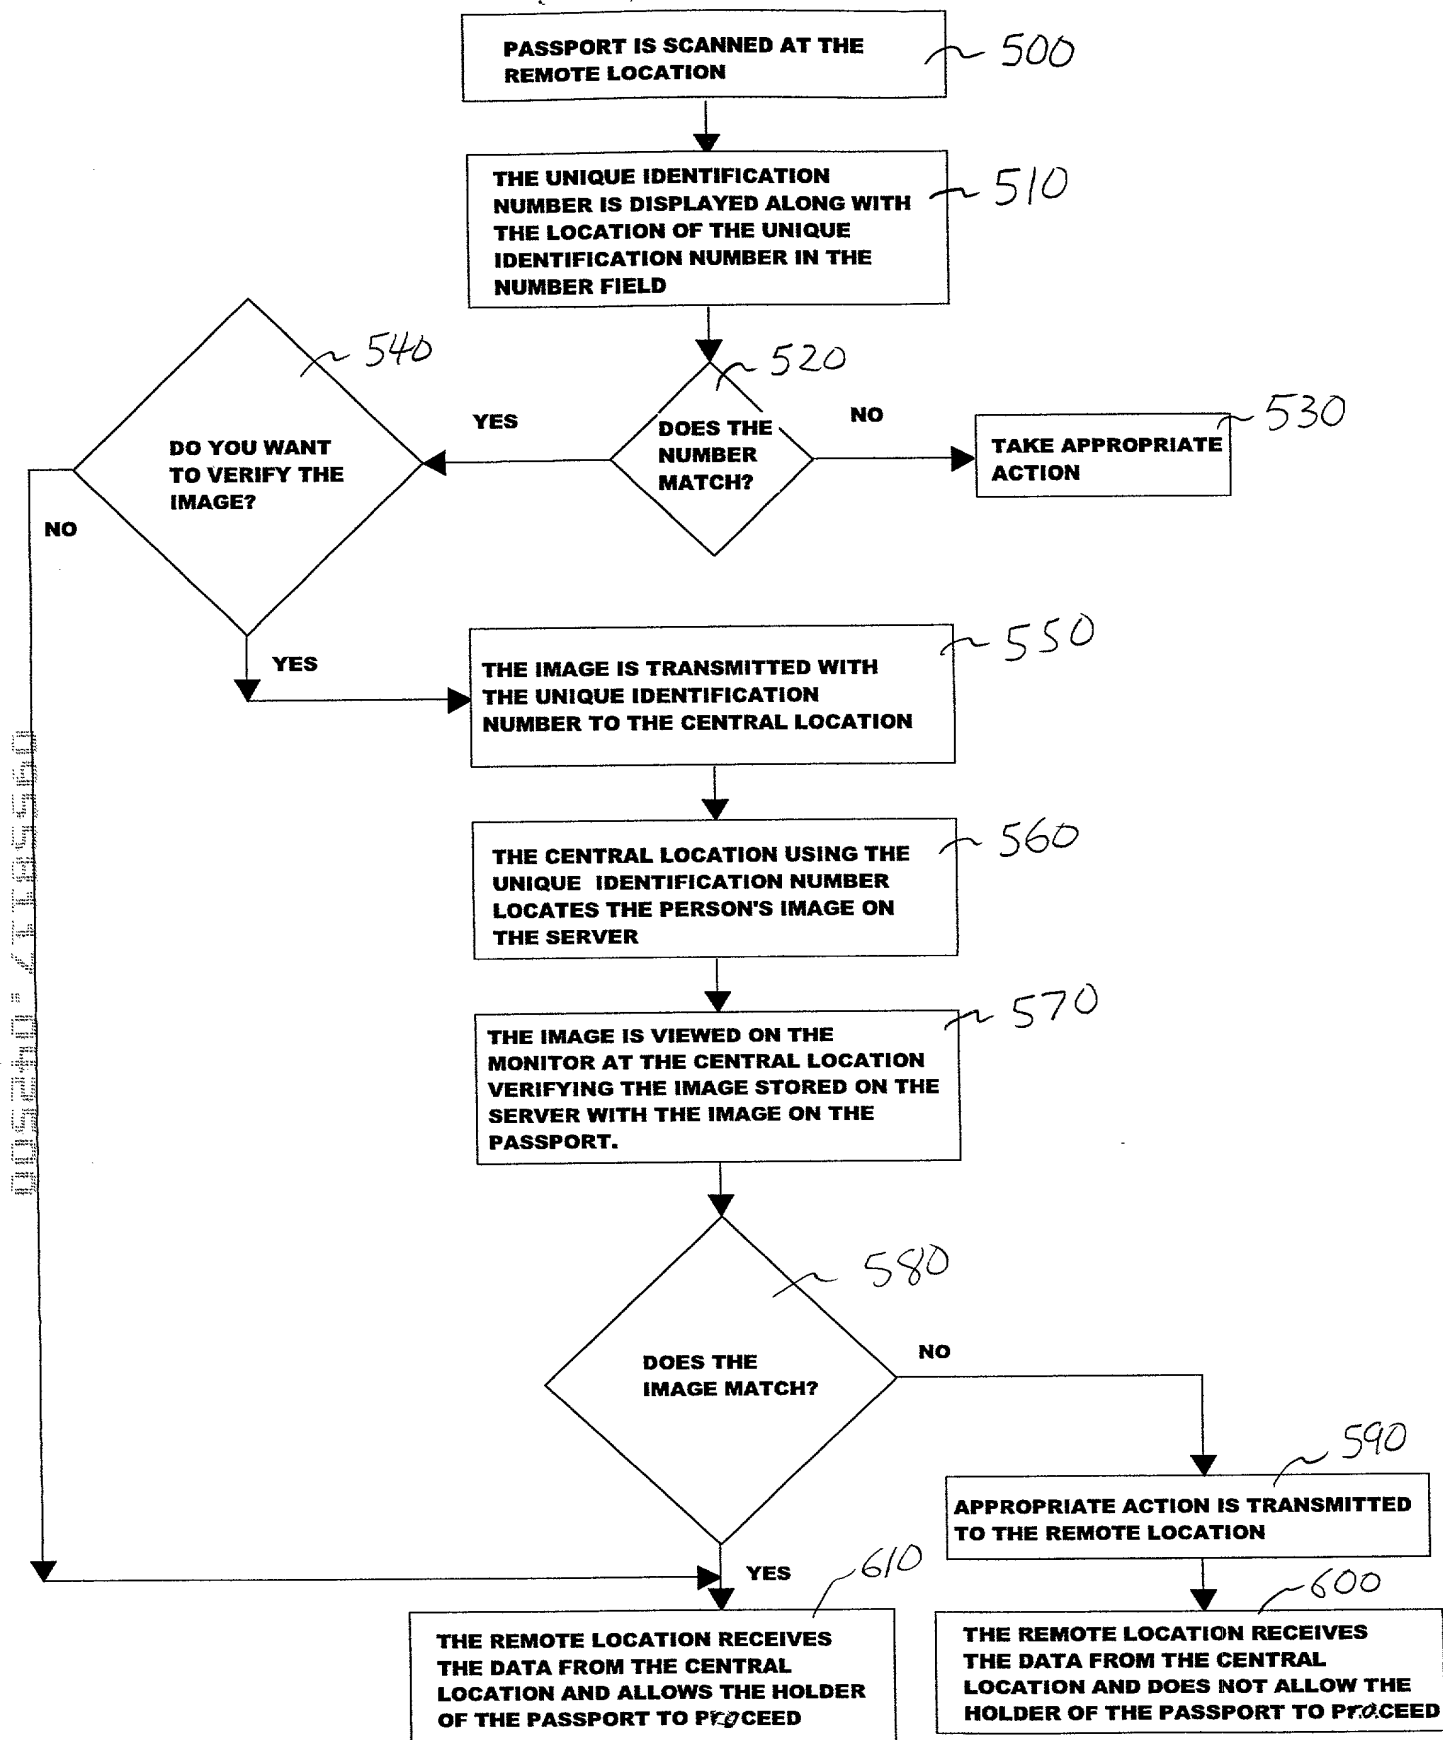 PASSPORT IS SCANNED AT THE
REMOTE LOCATION
500
THE UNIQUE IDENTIFICATION
NUMBER IS DISPLAYED ALONG WITH
THE LOCATION OF THE UNIQUE
IDENTIFICATION NUMBER IN THE
NUMBER FIELD
510
540
520
530
YES
NO
DOES THE
NUMBER
MATCH?
TAKE APPROPRIATE
ACTION
DO YOU WANT
TO VERIFY THE
IMAGE?
NO
YES
550
THE IMAGE IS TRANSMITTED WITH
THE UNIQUE IDENTIFICATION
NUMBER TO THE CENTRAL LOCATION
560
THE CENTRAL LOCATION USING THE
UNIQUE IDENTIFICATION NUMBER
LOCATES THE PERSON'S IMAGE ON
THE SERVER
570
THE IMAGE IS VIEWED ON THE
MONITOR AT THE CENTRAL LOCATION
VERIFYING THE IMAGE STORED ON THE
SERVER WITH THE IMAGE ON THE
PASSPORT.
580
DOES THE
IMAGE MATCH?
NO
590
APPROPRIATE ACTION IS TRANSMITTED
TO THE REMOTE LOCATION
YES
610
600
THE REMOTE LOCATION RECEIVES
THE DATA FROM THE CENTRAL
LOCATION AND ALLOWS THE HOLDER
OF THE PASSPORT TO PROCEED
THE REMOTE LOCATION RECEIVES
THE DATA FROM THE CENTRAL
LOCATION AND DOES NOT ALLOW THE
HOLDER OF THE PASSPORT TO PROCEED